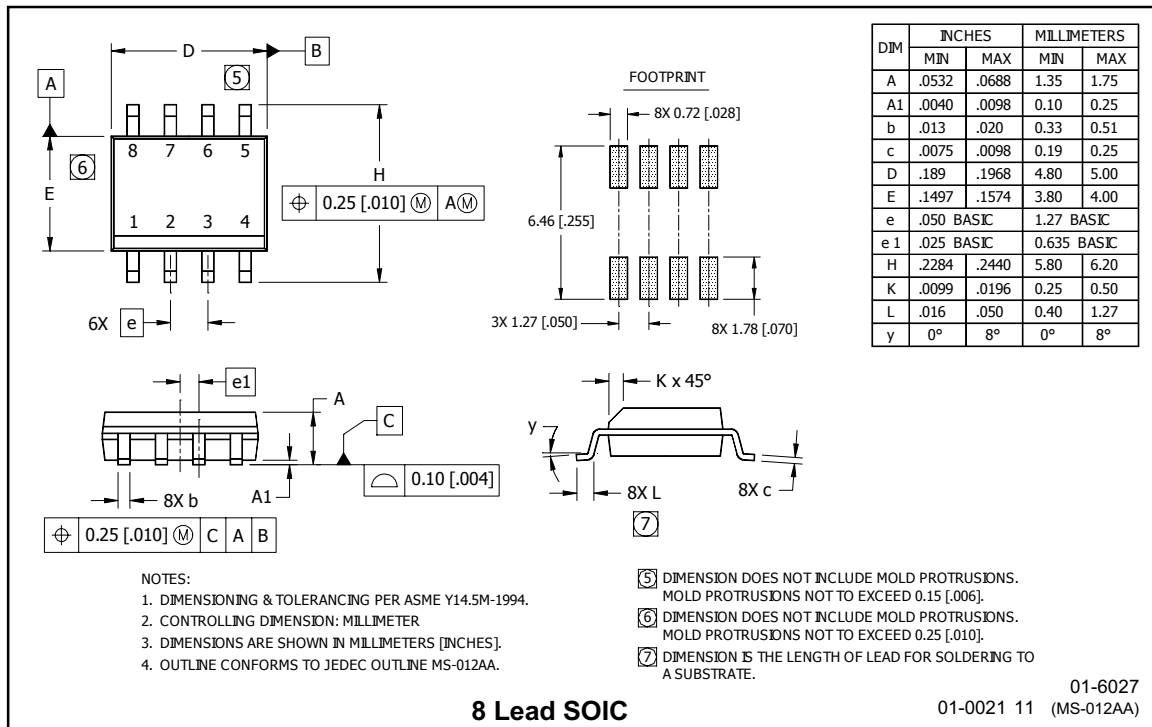 D
B
5
A
8 7 6 5
6
E
H
0.25 [.010] Ⓜ A Ⓜ
1 2 3 4
6X e
FOOTPRINT
8X 0.72 [.028]
6.46 [.255]
3X 1.27 [.050]
8X 1.78 [.070]
DIM INCHES MILLIMETERS
MIN MAX MIN MAX
A .0532 .0688 1.35 1.75
A1 .0040 .0098 0.10 0.25
b .013 .020 0.33 0.51
c .0075 .0098 0.19 0.25
D .189 .1968 4.80 5.00
E .1497 .1574 3.80 4.00
e .050 BASIC 1.27 BASIC
e 1 .025 BASIC 0.635 BASIC
H .2284 .2440 5.80 6.20
K .0099 .0196 0.25 0.50
L .016 .050 0.40 1.27
y 0° 8° 0° 8°
e1
A
C
0.10 [.004]
8X b
A1
0.25 [.010] Ⓜ C A B
K x 45°
y
8X L
8X c
7
NOTES:
1. DIMENSIONING & TOLERANCING PER ASME Y14.5M-1994.
2. CONTROLLING DIMENSION: MILLIMETER
3. DIMENSIONS ARE SHOWN IN MILLIMETERS [INCHES].
4. OUTLINE CONFORMS TO JEDEC OUTLINE MS-012AA.
5 DIMENSION DOES NOT INCLUDE MOLD PROTRUSIONS.
MOLD PROTRUSIONS NOT TO EXCEED 0.15 [.006].
6 DIMENSION DOES NOT INCLUDE MOLD PROTRUSIONS.
MOLD PROTRUSIONS NOT TO EXCEED 0.25 [.010].
7 DIMENSION IS THE LENGTH OF LEAD FOR SOLDERING TO
A SUBSTRATE.
8 Lead SOIC
01-6027
01-0021 11 (MS-012AA)